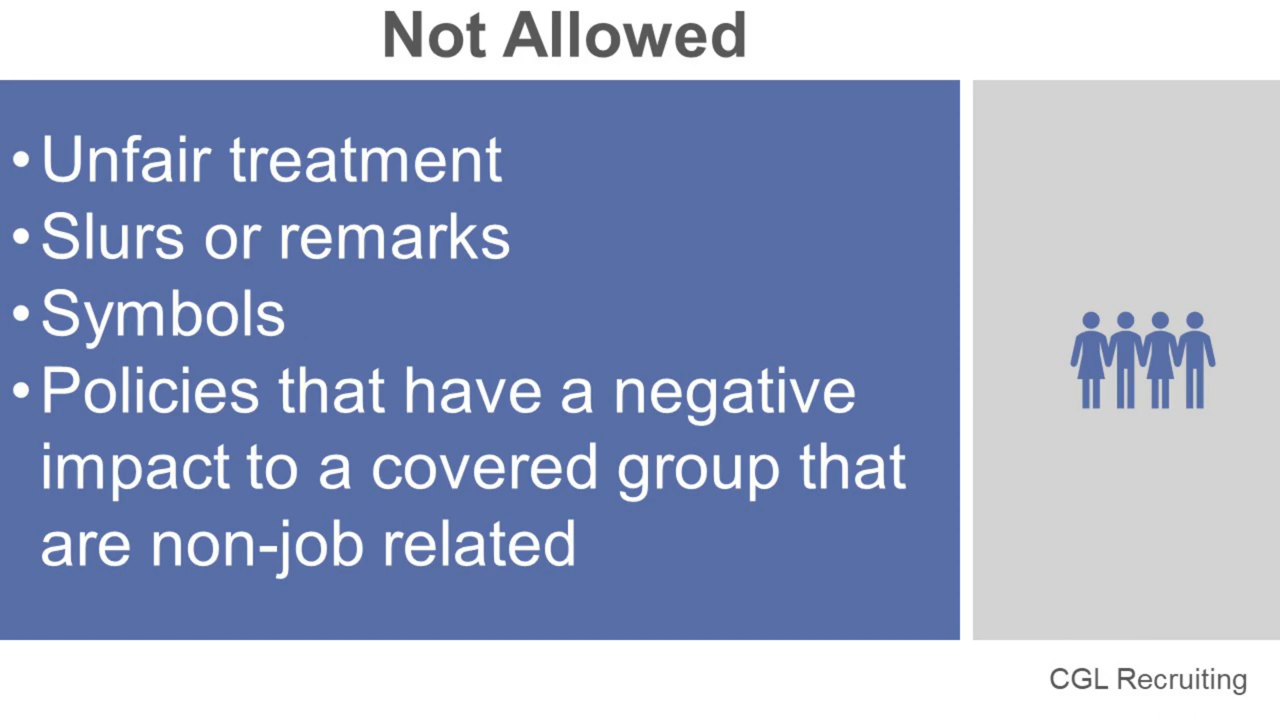 Not Allowed
• Unfair treatment
• Slurs or remarks
• Symbols
• Policies that have a negative
impact to a covered group that
are non-job related
CGL Recruiting